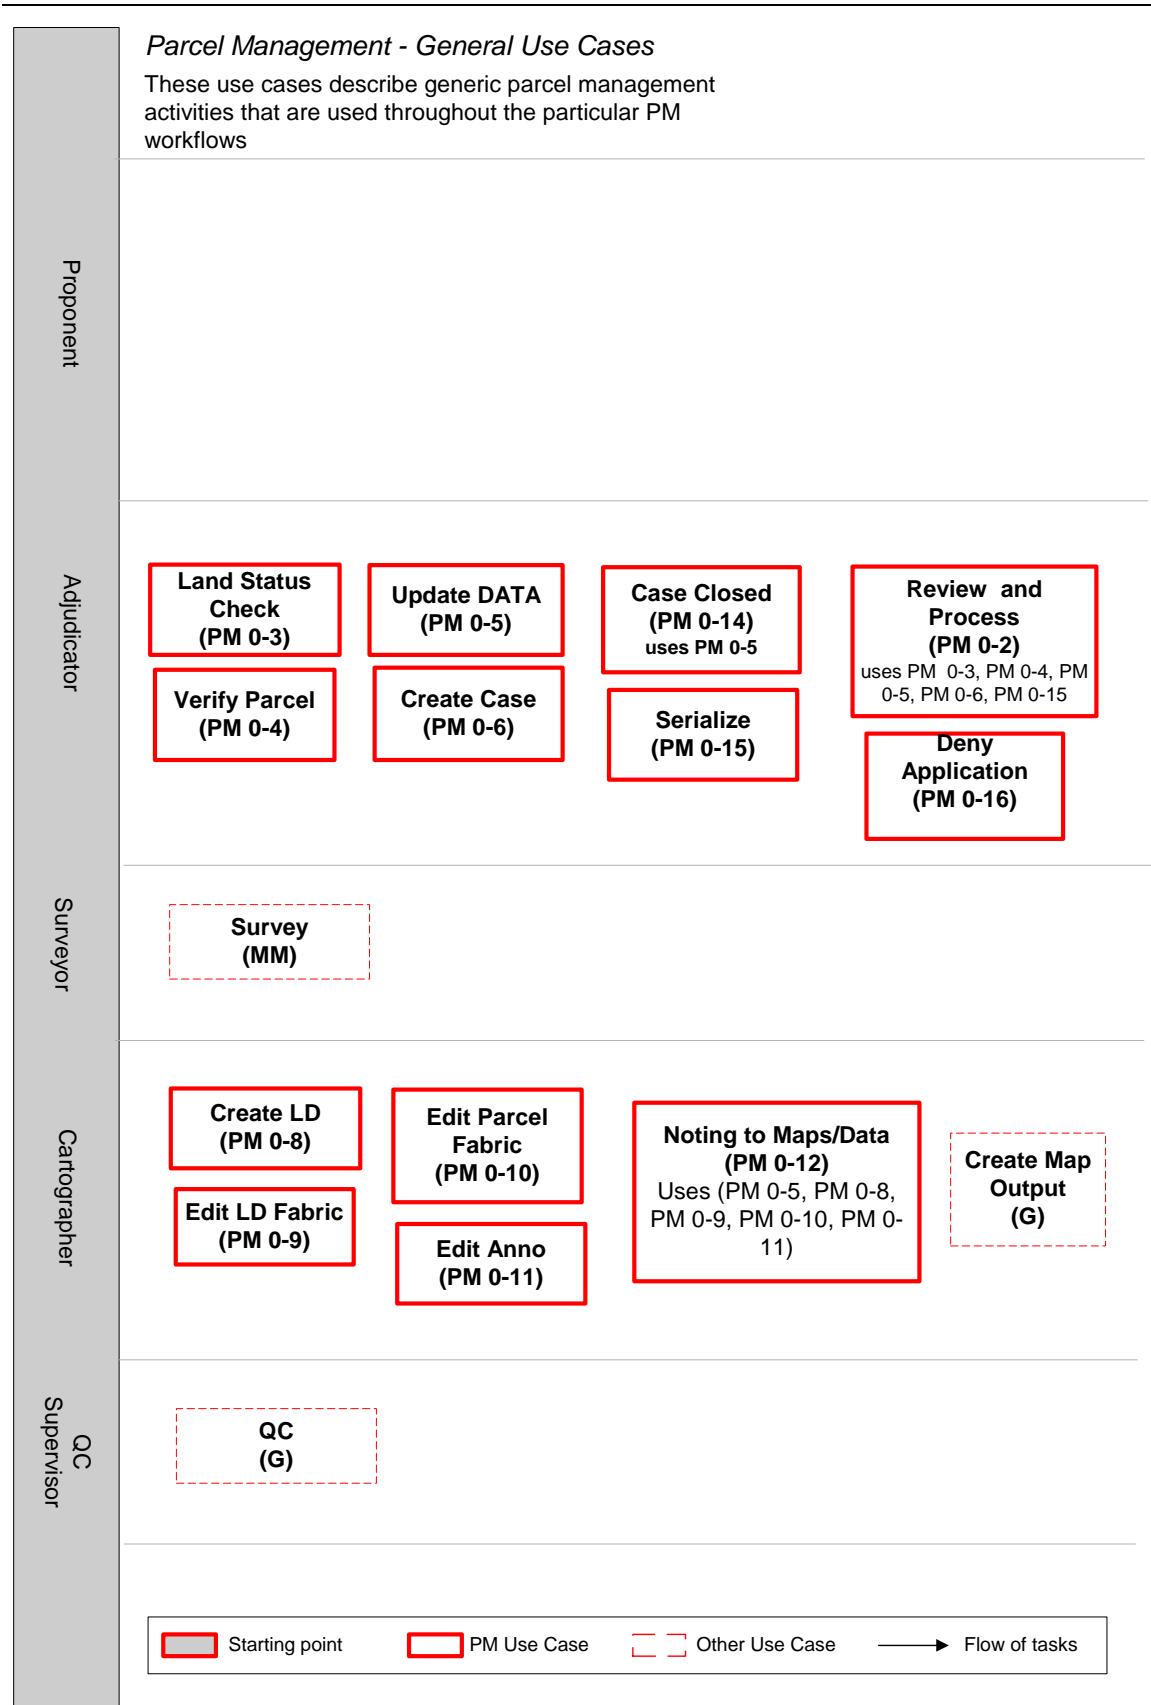 Parcel Management - General Use Cases
These use cases describe generic parcel management
activities that are used throughout the particular PM
workflows
Proponent
Adjudicator
Land Status
Check
(PM 0-3)
Update DATA
(PM 0-5)
Case Closed
(PM 0-14)
uses PM 0-5
Review and
Process
(PM 0-2)
uses PM 0-3, PM 0-4, PM
0-5, PM 0-6, PM 0-15
Verify Parcel
(PM 0-4)
Create Case
(PM 0-6)
Serialize
(PM 0-15)
Deny
Application
(PM 0-16)
Surveyor
Survey
(MM)
Cartographer
Create LD
(PM 0-8)
Edit Parcel
Fabric
(PM 0-10)
Noting to Maps/Data
(PM 0-12)
Uses (PM 0-5, PM 0-8,
PM 0-9, PM 0-10, PM 0-
11)
Create Map
Output
(G)
Edit LD Fabric
(PM 0-9)
Edit Anno
(PM 0-11)
QC
Supervisor
QC
(G)
Starting point
PM Use Case
Other Use Case
Flow of tasks